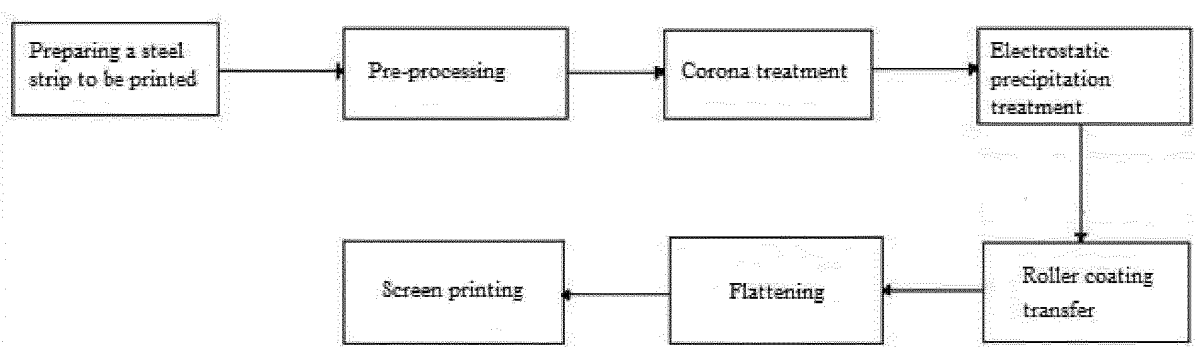 Preparing a steel
strip to be printed
Pre-processing
Corona treatment
Electrostatic
precipitation
treatment
Roller coating
transfer
Flattening
Screen printing